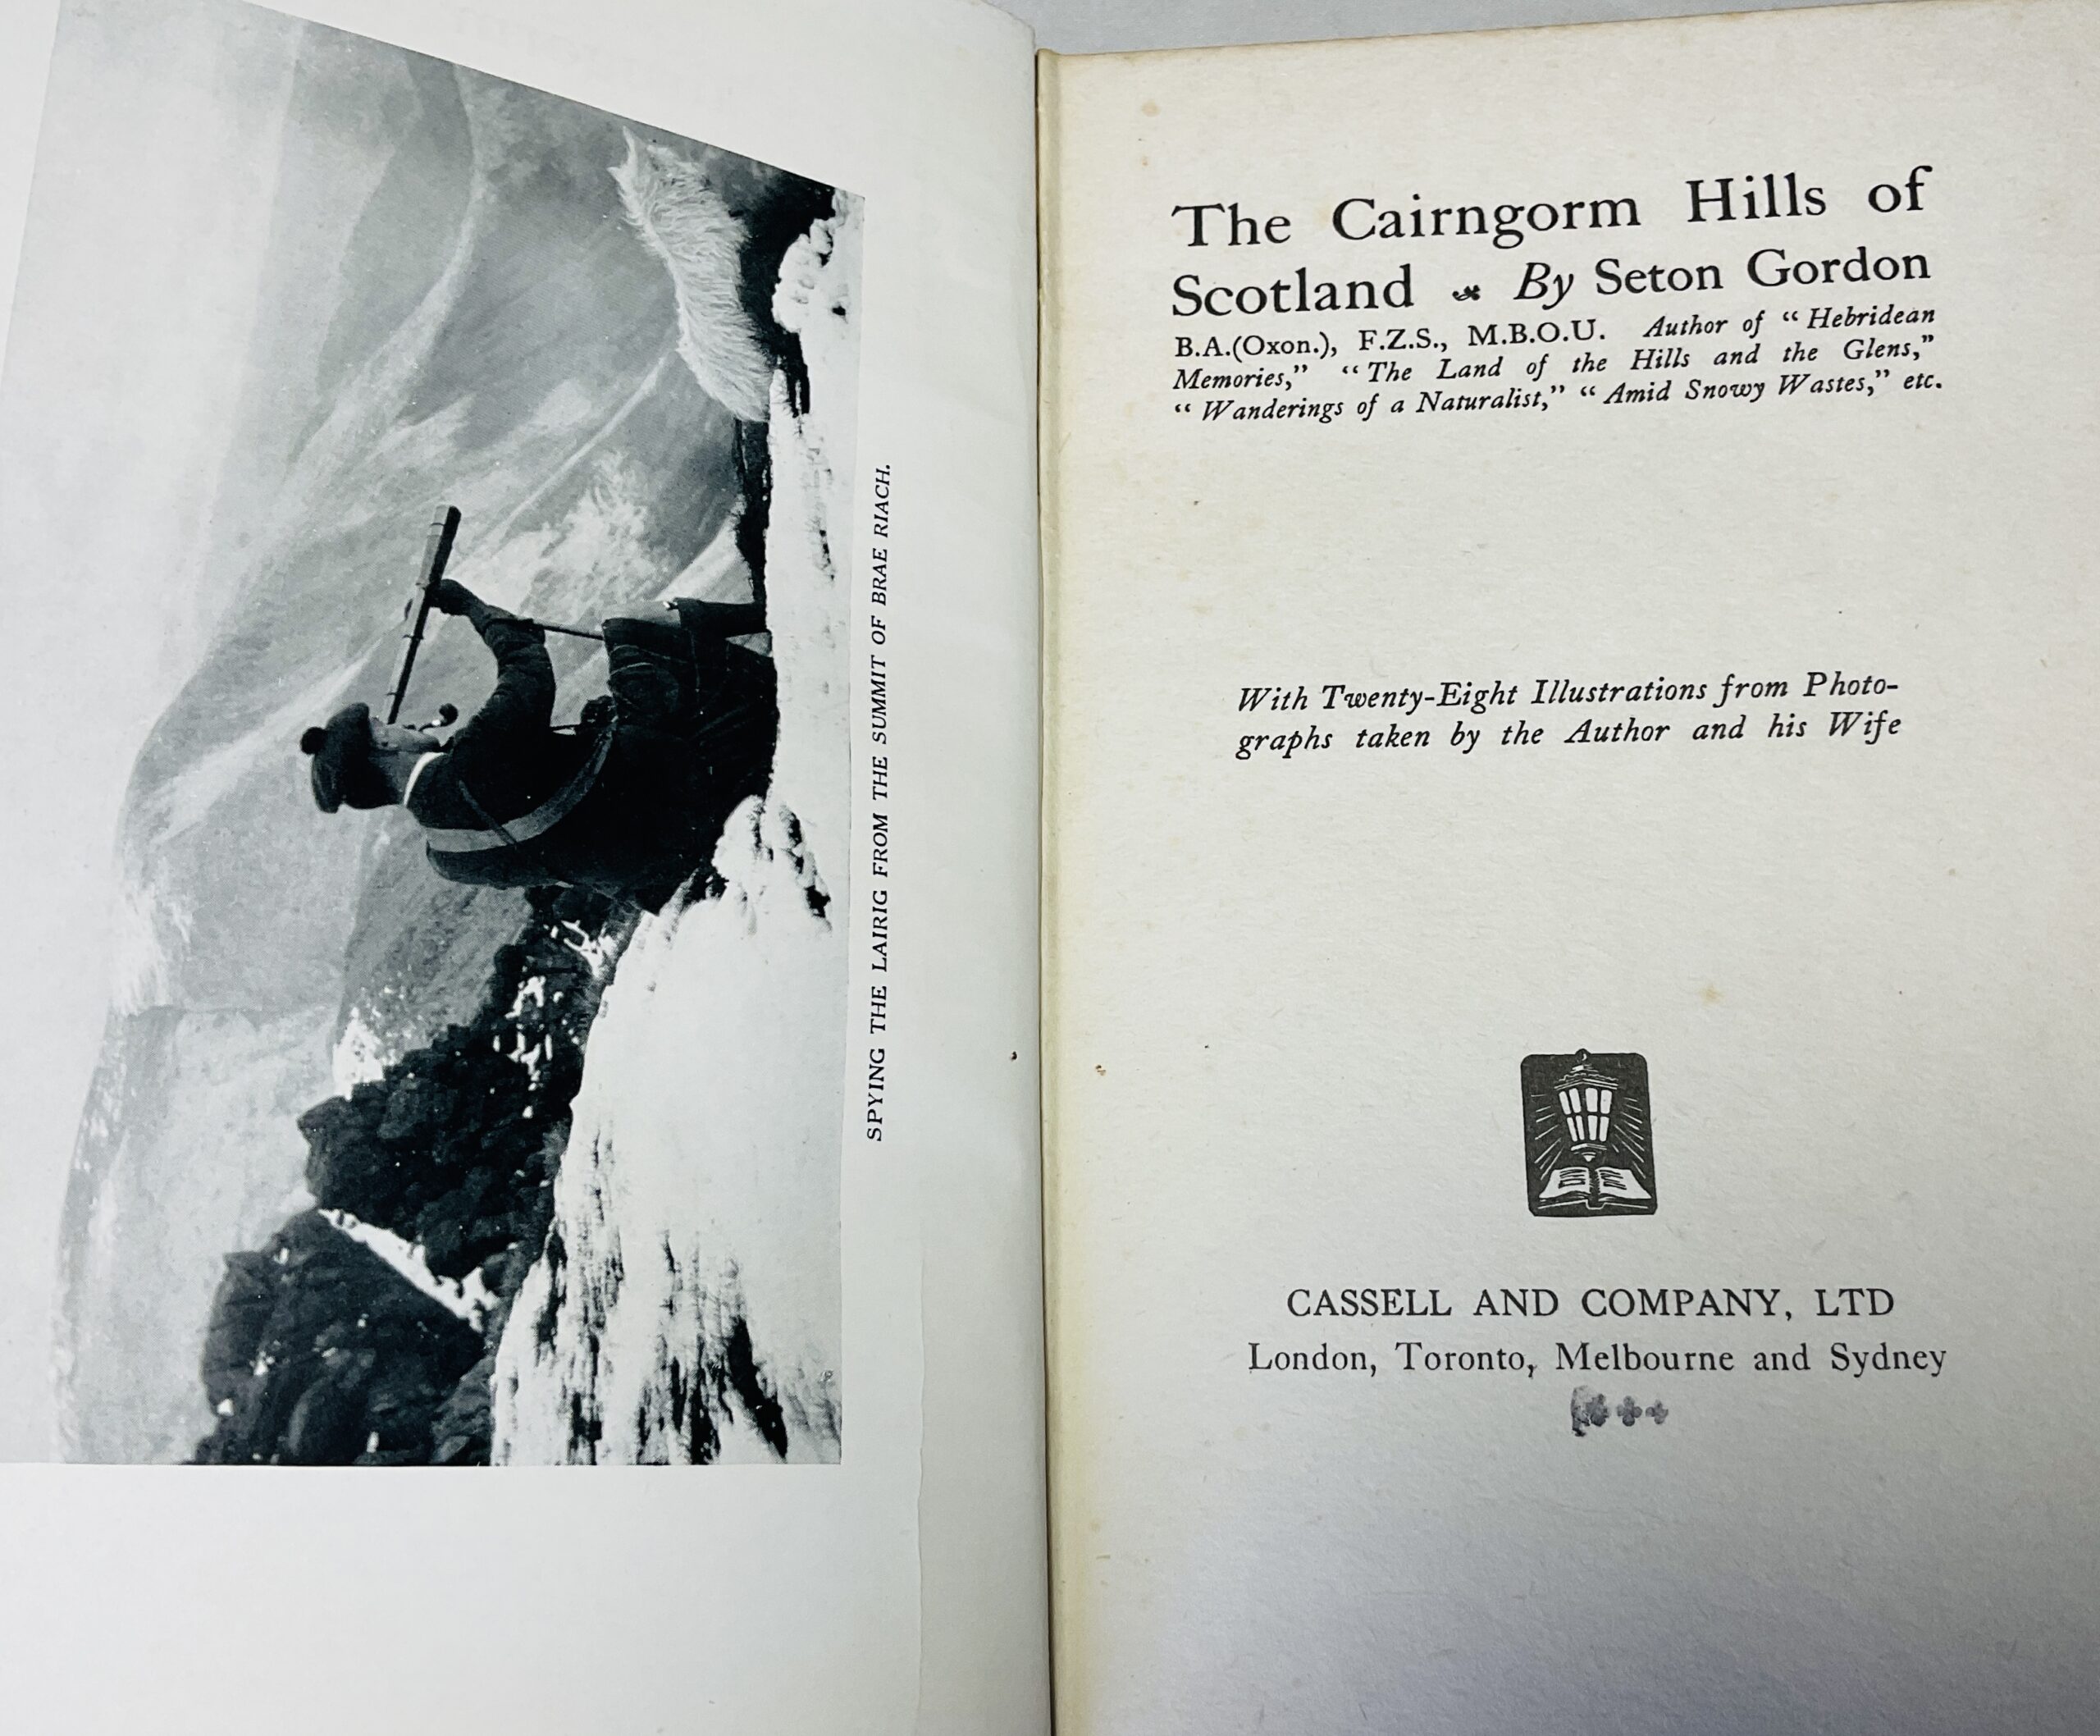 SPYING THE LAIRIG FROM THE SUMMIT OF BRAE RIACH.
The Cairngorm Hills of
Scotland By Seton Gordon
B.A.(Oxon.), F.Z.S., M.B.O.U. Author of “Hebridean
Memories,” “The Land of the Hills and the Glens,”
“Wanderings of a Naturalist,” “Amid Snowy Wastes,” etc.
With Twenty-Eight Illustrations from Photo-
graphs taken by the Author and his Wife
CASSELL AND COMPANY, LTD
London, Toronto, Melbourne and Sydney